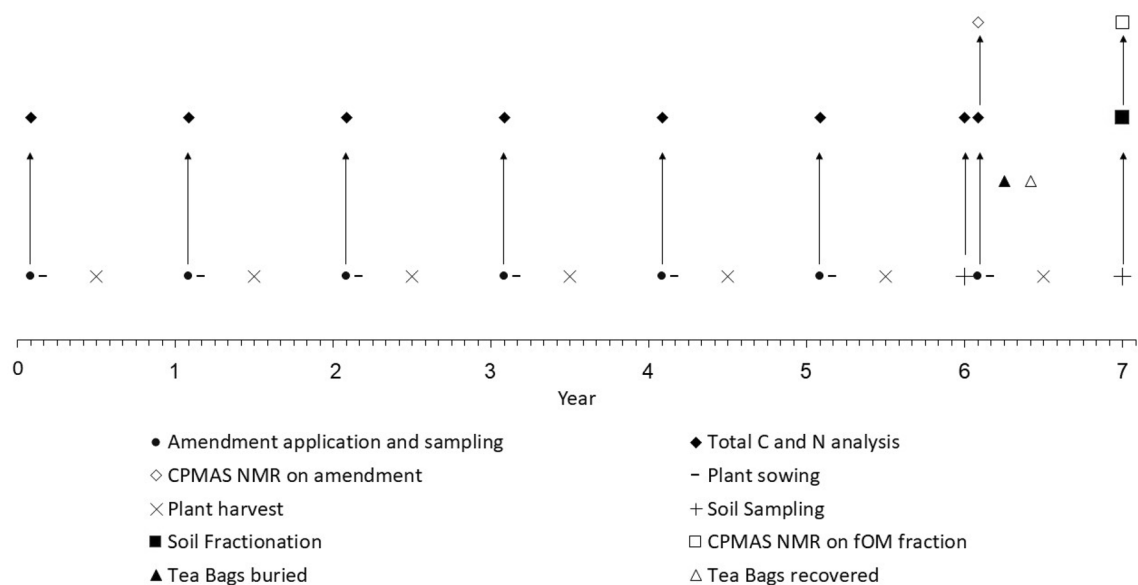 0 1 2 3 4 5 6 7
Year
Amendment application and sampling
Total C and N analysis
CPMAS NMR on amendment
Plant sowing
Plant harvest
Soil Sampling
Soil Fractionation
CPMAS NMR on fOM fraction
Tea Bags buried
Tea Bags recovered